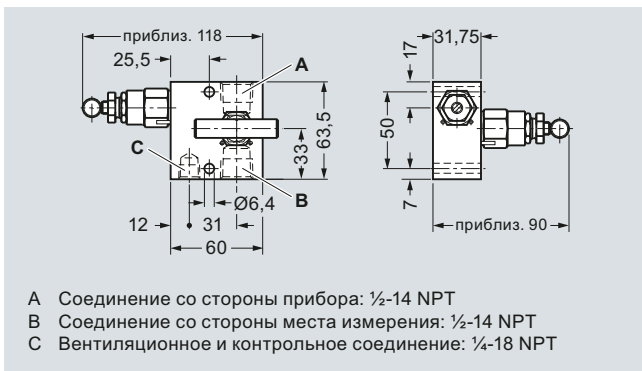 приблиз. 118
25,5
A
63,5
33
C
B
Ø6,4
12
31
60
31,75
17
50
7
приблиз. 90
A Соединение со стороны прибора: ½-14 NPT
B Соединение со стороны места измерения: ½-14 NPT
C Вентиляционное и контрольное соединение: ¼-18 NPT